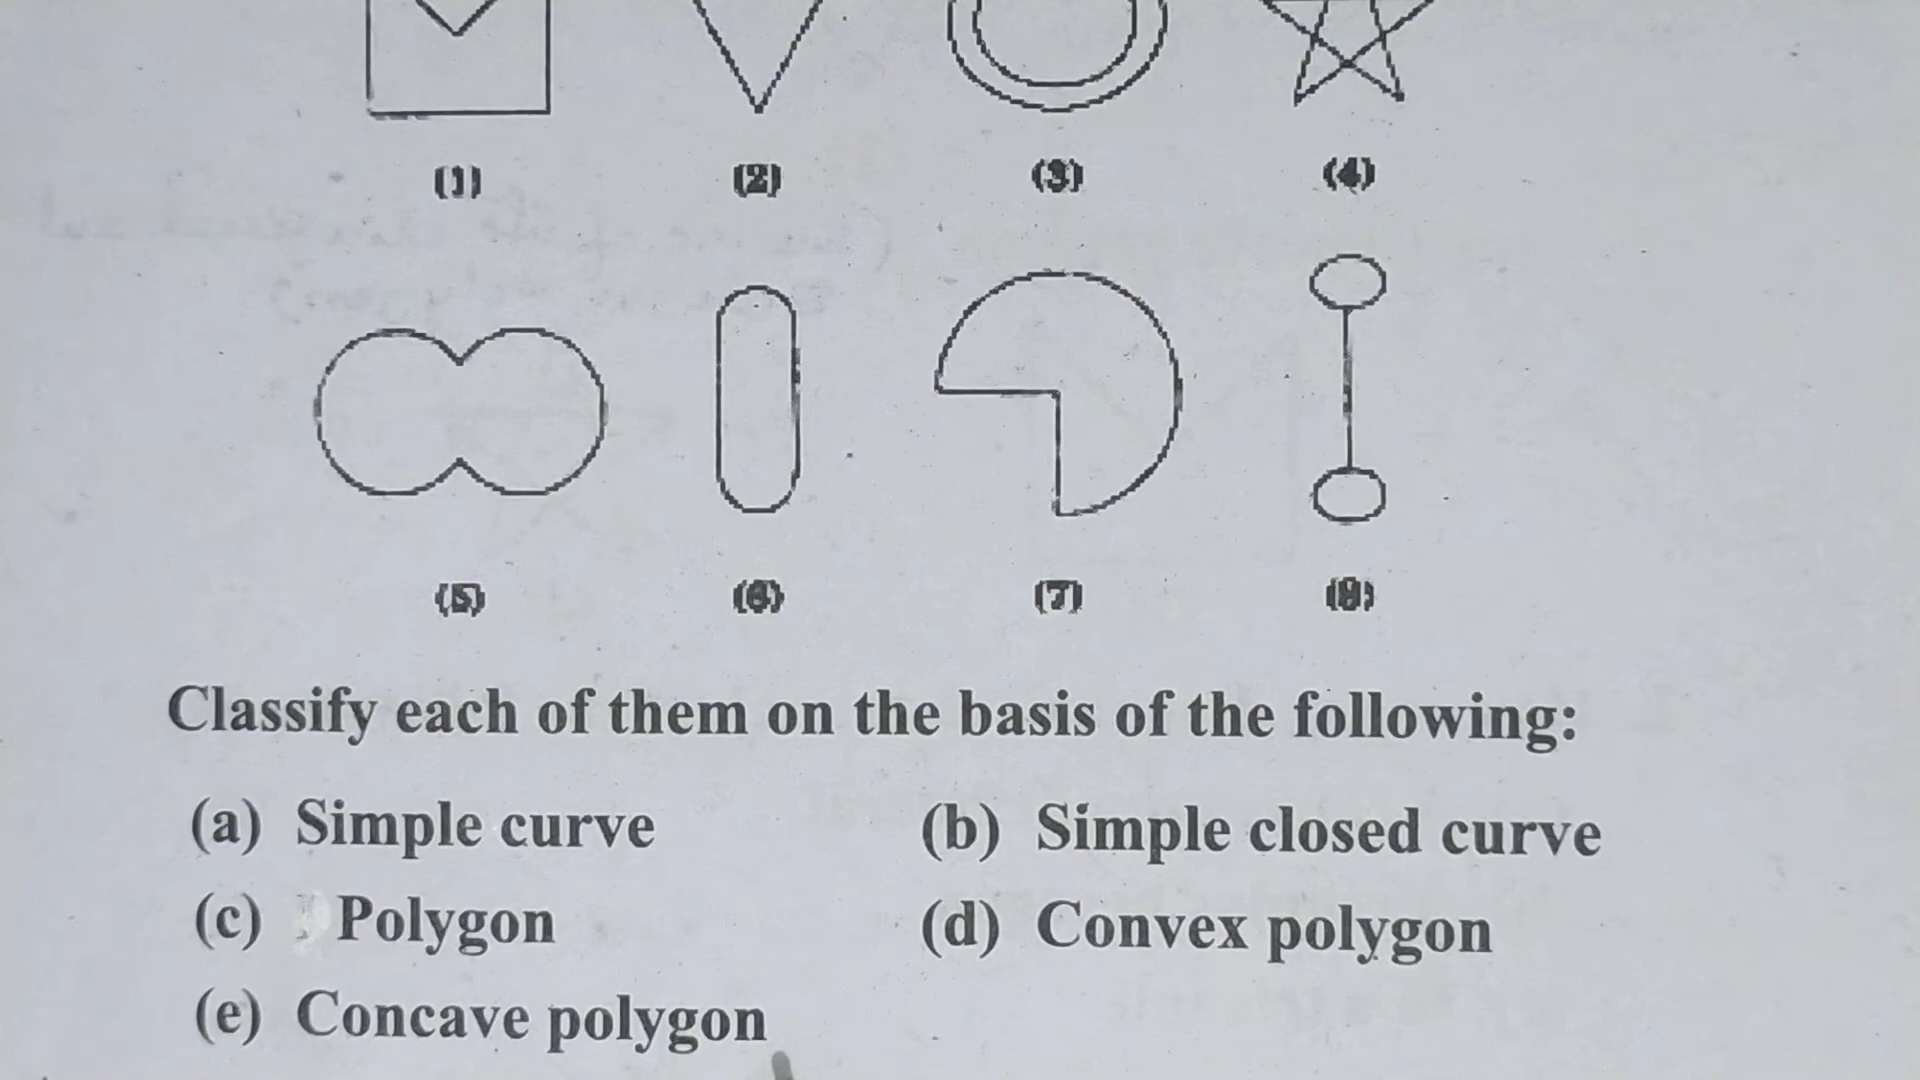 (1) (2) (3) (4)
(5) (6) (7) (8)
Classify each of them on the basis of the following:
(a) Simple curve (b) Simple closed curve
(c) Polygon (d) Convex polygon
(e) Concave polygon